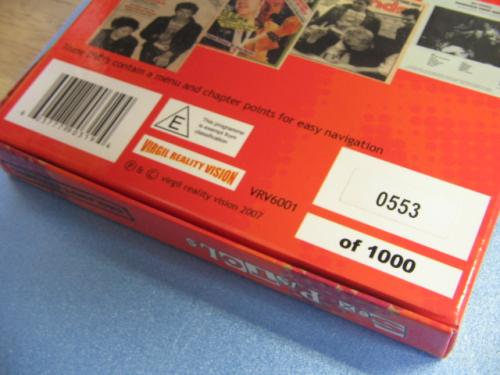 These DVD's contain a menu and chapter points for easy navigation
E
This programme
is exempt from
classification
VIRGIL REALITY VISION
℗ & © virgil reality vision 2007
VRV6001
0553
of 1000